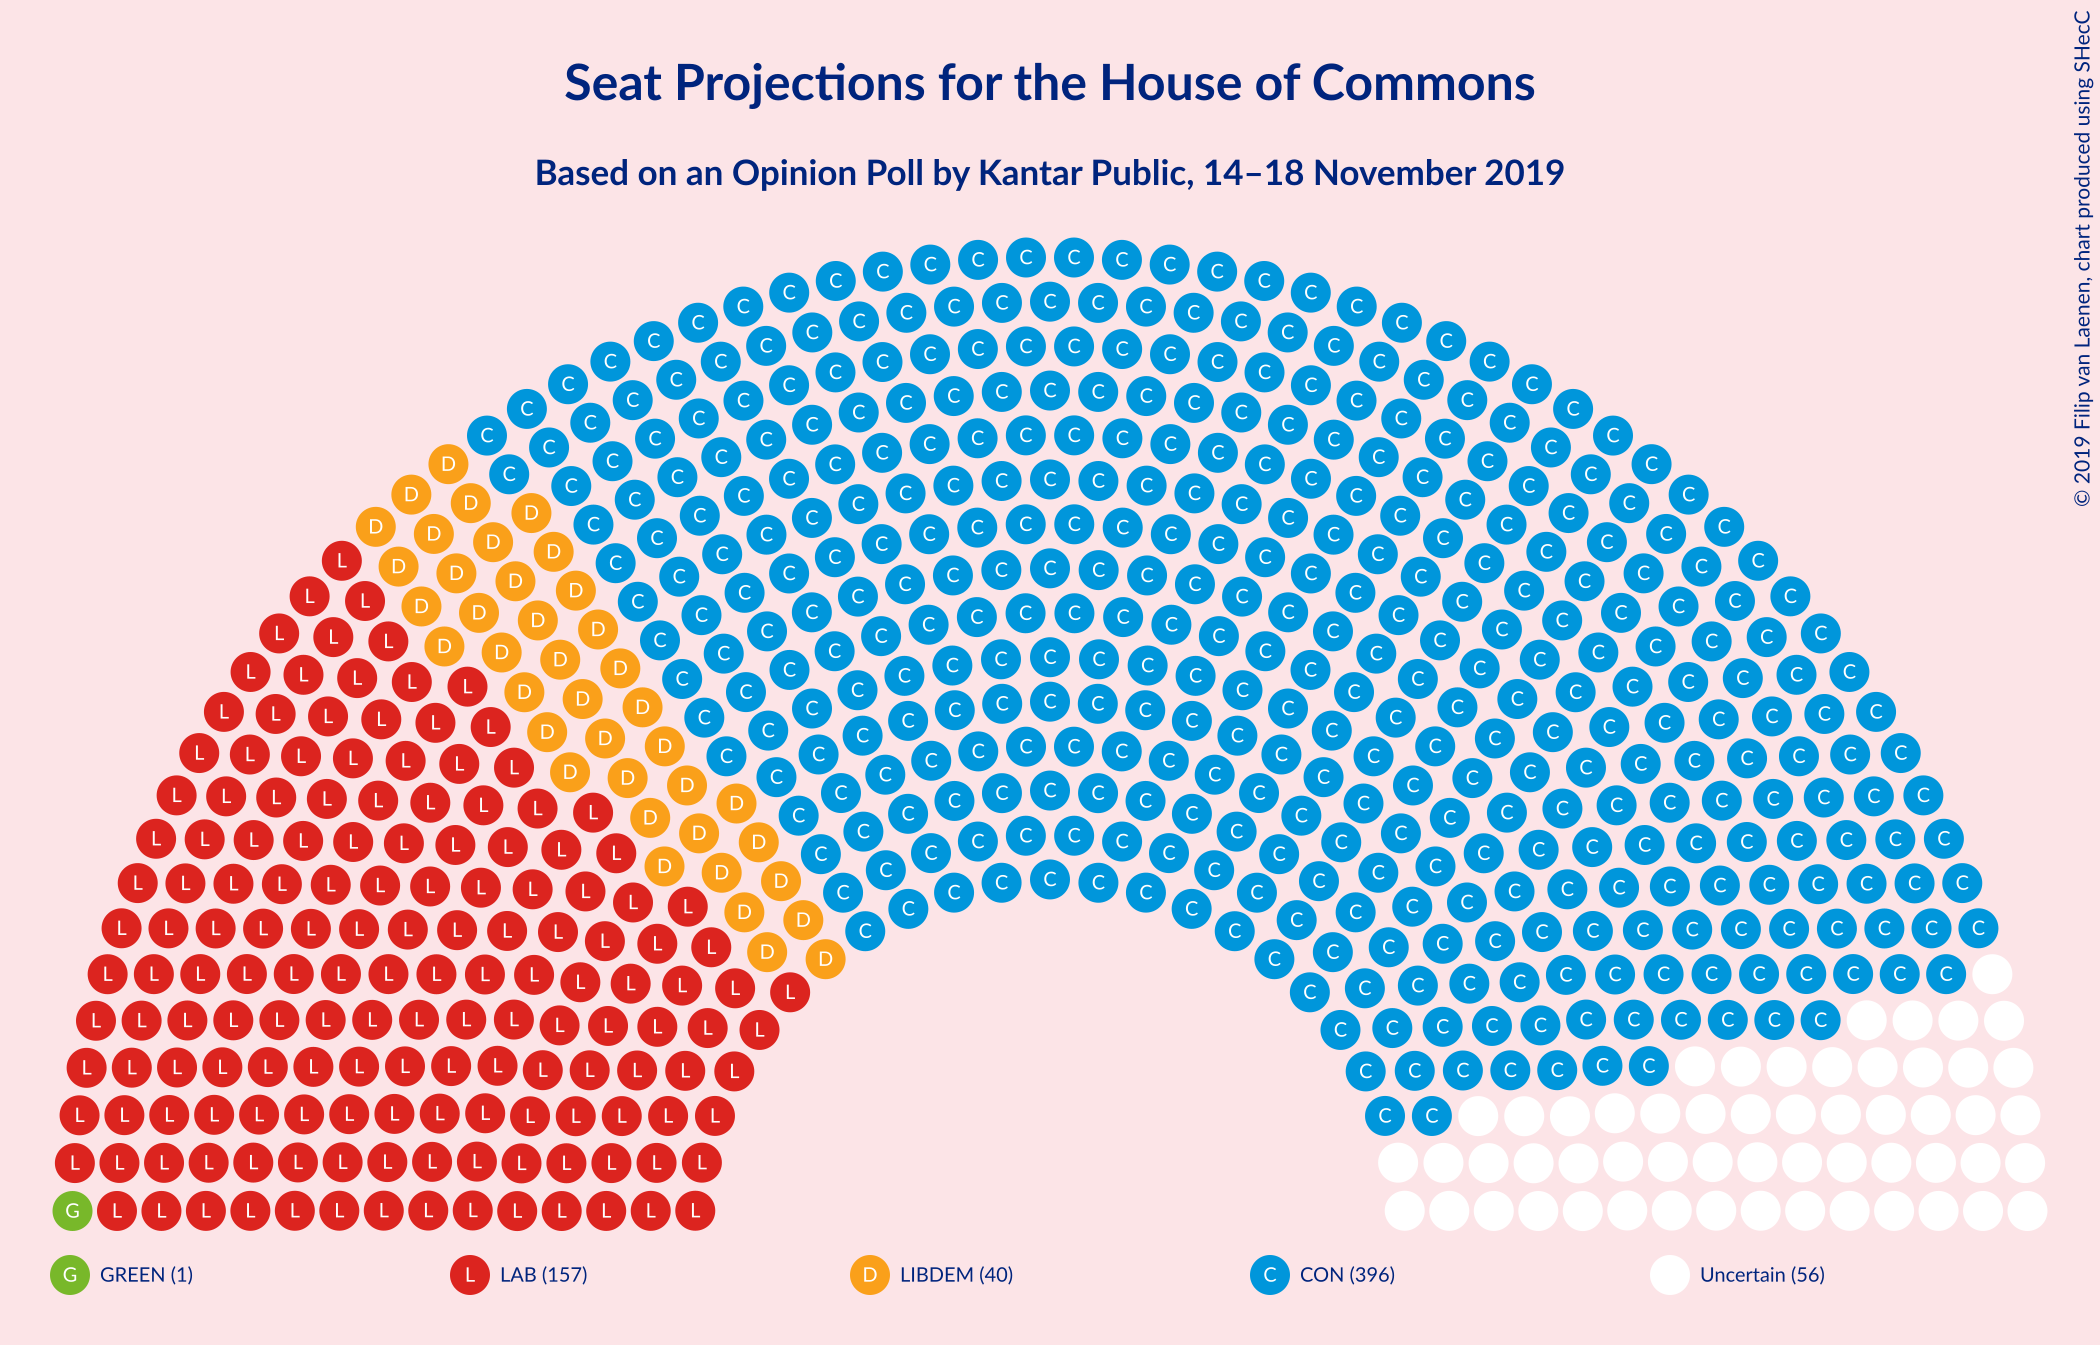 Seat Projections for the House of Commons
Based on an Opinion Poll by Kantar Public, 14–18 November 2019
© 2019 Filip van Laenen, chart produced using SHecC
G GREEN (1)
L LAB (157)
D LIBDEM (40)
C CON (396)
Uncertain (56)